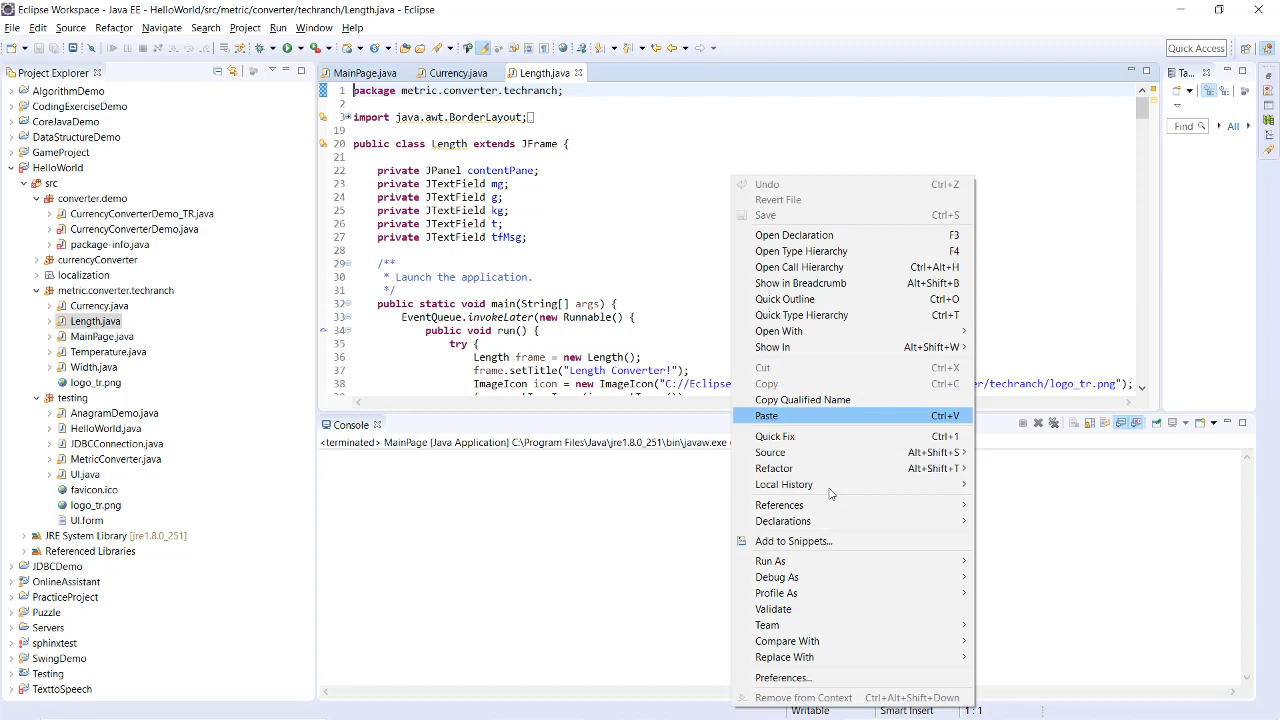 Eclipse Workspace - Java EE - HelloWorld/src/metric/converter/techranch/Length.java - Eclipse
File Edit Source Refactor Navigate Search Project Run Window Help
Quick Access
Project Explorer
AlgorithmDemo
CodingExerciseDemo
CoreJavaDemo
DataStructureDemo
GameProject
HelloWorld
src
converter.demo
CurrencyConverterDemo_TR.java
CurrencyConverterDemo.java
package-info.java
currencyConverter
localization
metric.converter.techranch
Currency.java
Length.java
MainPage.java
Temperature.java
Width.java
logo_tr.png
testing
AnagramDemo.java
HelloWorld.java
JDBCConnection.java
MetricConverter.java
UI.java
favicon.ico
logo_tr.png
UI.form
JRE System Library [jre1.8.0_251]
Referenced Libraries
JDBCDemo
OnlineAssistant
PracticeProject
Puzzle
Servers
sphinxtest
SwingDemo
Testing
TexttoSpeech
MainPage.java Currency.java Length.java
1 package metric.converter.techranch;
2
3 import java.awt.BorderLayout;
19
20 public class Length extends JFrame {
21
22 private JPanel contentPane;
23 private JTextField mg;
24 private JTextField g;
25 private JTextField kg;
26 private JTextField t;
27 private JTextField tfMsg;
28
29 /**
30 * Launch the application.
31 */
32 public static void main(String[] args) {
33 EventQueue.invokeLater(new Runnable() {
34 public void run() {
35 try {
36 Length frame = new Length();
37 frame.setTitle("Length Converter!");
38 ImageIcon icon = new ImageIcon("C://Eclips /techranch/logo_tr.png");
Console
<terminated> MainPage [Java Application] C:\Program Files\Java\jre1.8.0_251\bin\javaw.exe
Undo Ctrl+Z
Revert File
Save Ctrl+S
Open Declaration F3
Open Type Hierarchy F4
Open Call Hierarchy Ctrl+Alt+H
Show in Breadcrumb Alt+Shift+B
Quick Outline Ctrl+O
Quick Type Hierarchy Ctrl+T
Open With
Show In Alt+Shift+W
Cut Ctrl+X
Copy Ctrl+C
Copy Qualified Name
Paste Ctrl+V
Quick Fix Ctrl+1
Source Alt+Shift+S
Refactor Alt+Shift+T
Local History
References
Declarations
Add to Snippets...
Run As
Debug As
Profile As
Validate
Team
Compare With
Replace With
Preferences...
Remove from Context Ctrl+Alt+Shift+Down
Ta...
Find All
Writable Smart Insert 1 : 1